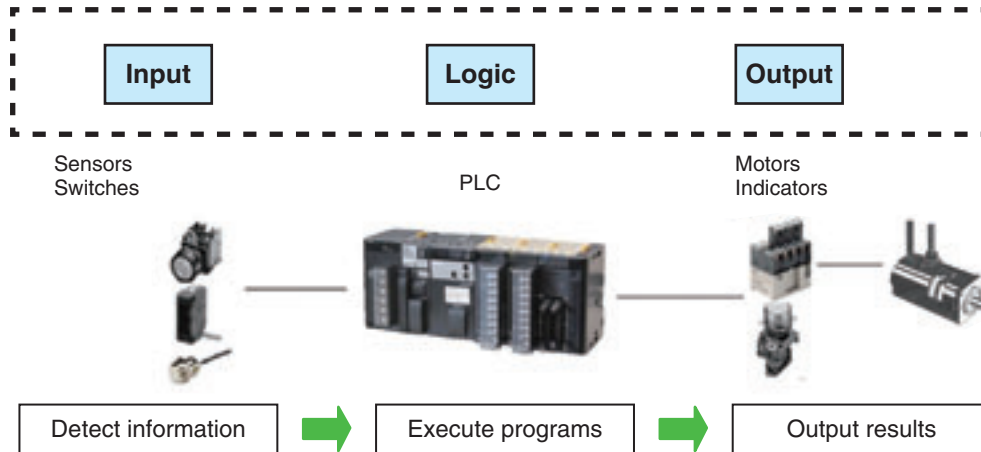 Input
Logic
Output
Sensors
Switches
PLC
Motors
Indicators
Detect information
Execute programs
Output results